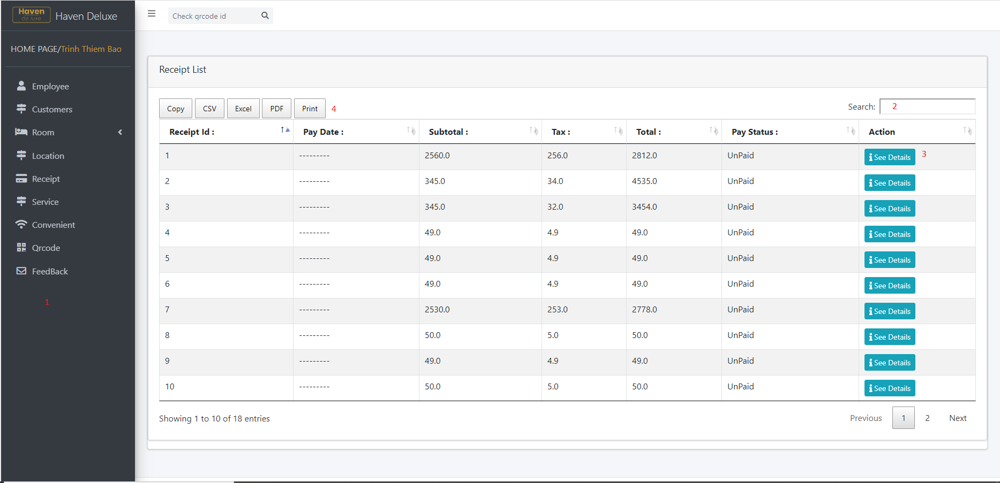 Haven
de luxe
Haven Deluxe
Check qrcode id
HOME PAGE/Trinh Thiem Bao
Employee
Customers
Room
Location
Receipt
Service
Convenient
Qrcode
FeedBack
1
Receipt List
Copy CSV Excel PDF Print 4 Search: 2
Receipt Id : Pay Date : Subtotal : Tax : Total : Pay Status : Action
1 --------- 2560.0 256.0 2812.0 UnPaid See Details 3
2 --------- 345.0 34.0 4535.0 UnPaid See Details
3 --------- 345.0 32.0 3454.0 UnPaid See Details
4 --------- 49.0 4.9 49.0 UnPaid See Details
5 --------- 49.0 4.9 49.0 UnPaid See Details
6 --------- 49.0 4.9 49.0 UnPaid See Details
7 --------- 2530.0 253.0 2778.0 UnPaid See Details
8 --------- 50.0 5.0 50.0 UnPaid See Details
9 --------- 49.0 4.9 49.0 UnPaid See Details
10 --------- 50.0 5.0 50.0 UnPaid See Details
Showing 1 to 10 of 18 entries Previous 1 2 Next